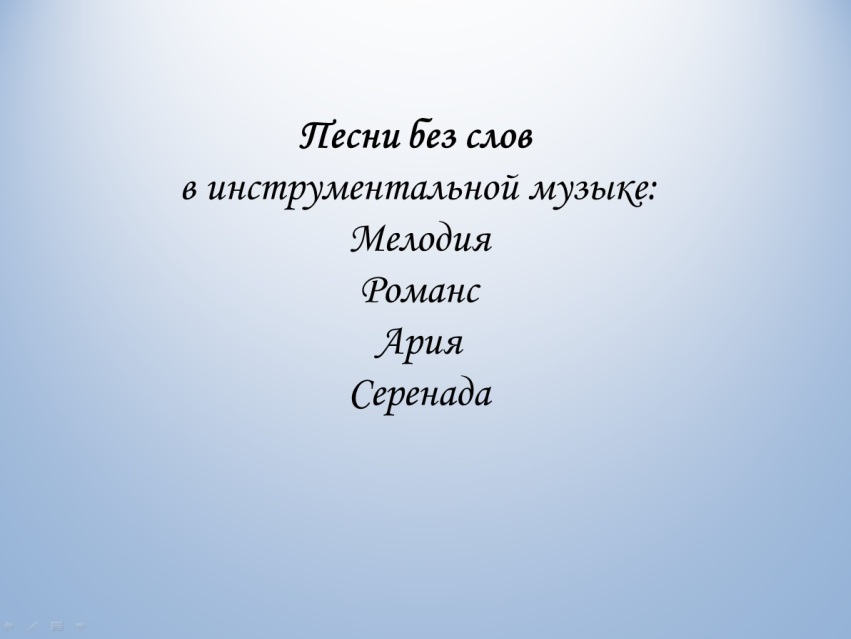 Песни без слов
в инструментальной музыке:
Мелодия
Романс
Ария
Серенада